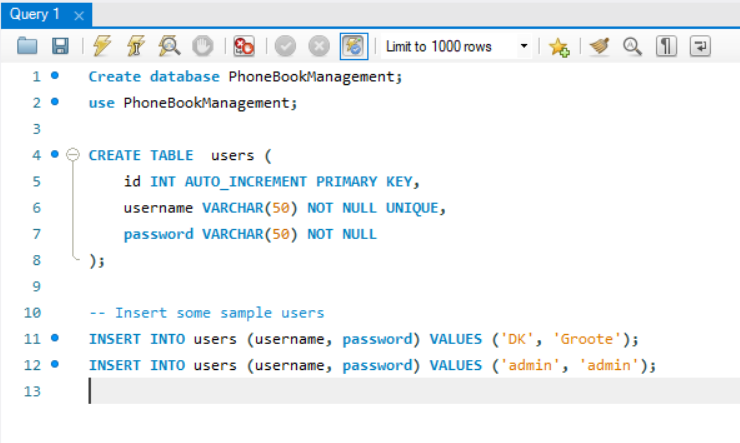 Query 1
Limit to 1000 rows
1 Create database PhoneBookManagement;
2 use PhoneBookManagement;
3
4 CREATE TABLE  users (
5 id INT AUTO_INCREMENT PRIMARY KEY,
6 username VARCHAR(50) NOT NULL UNIQUE,
7 password VARCHAR(50) NOT NULL
8 );
9
10 -- Insert some sample users
11 INSERT INTO users (username, password) VALUES ('DK', 'Groote');
12 INSERT INTO users (username, password) VALUES ('admin', 'admin');
13